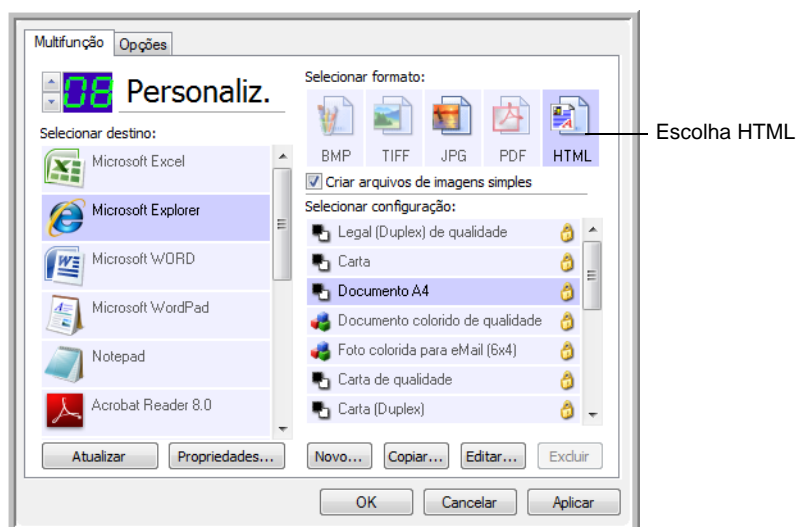 Multifunção
Opções
08 Personaliz.
Selecionar destino:
Microsoft Excel
Microsoft Explorer
Microsoft WORD
Microsoft WordPad
Notepad
Acrobat Reader 8.0
Atualizar
Propriedades...
Selecionar formato:
BMP
TIFF
JPG
PDF
HTML
Escolha HTML
Criar arquivos de imagens simples
Selecionar configuração:
Legal (Duplex) de qualidade
Carta
Documento A4
Documento colorido de qualidade
Foto colorida para eMail (6x4)
Carta de qualidade
Carta (Duplex)
Novo...
Copiar...
Editar...
Excluir
OK
Cancelar
Aplicar